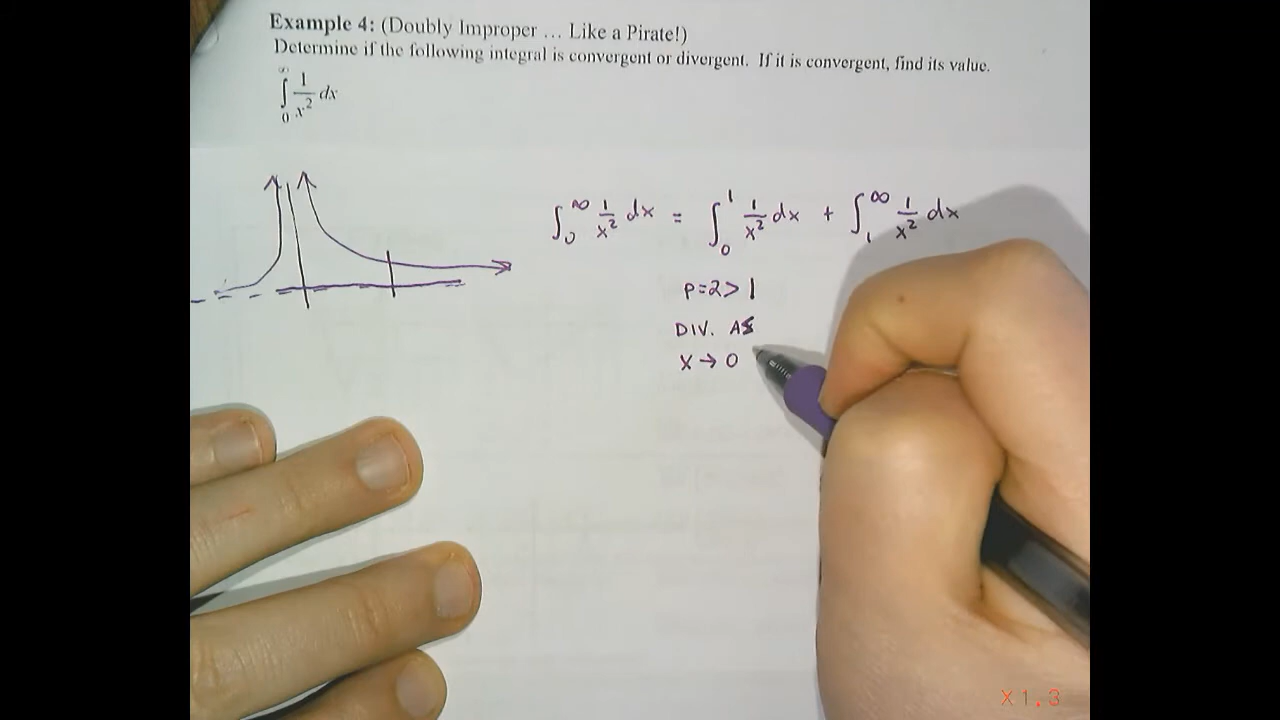 Example 4: (Doubly Improper ... Like a Pirate!)
Determine if the following integral is convergent or divergent. If it is convergent, find its value.
∫₀^∞ 1/x² dx
∫₀^∞ 1/x² dx = ∫₀¹ 1/x² dx + ∫₁^∞ 1/x² dx
P=2>1
DIV. AS
X→0
X1.3